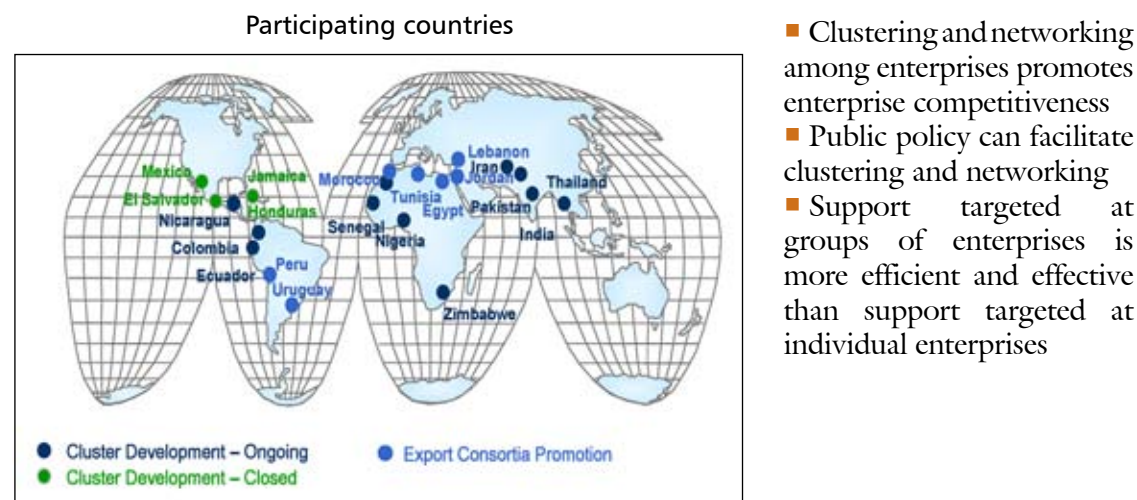 Participating countries
Mexico
Jamaica
El Salvador
Honduras
Nicaragua
Colombia
Ecuador
Peru
Uruguay
Morocco
Tunisia
Egypt
Lebanon
Iran
Jordan
Pakistan
India
Thailand
Senegal
Nigeria
Zimbabwe
Cluster Development – Ongoing
Cluster Development – Closed
Export Consortia Promotion
▪ Clustering and networking
among enterprises promotes
enterprise competitiveness
▪ Public policy can facilitate
clustering and networking
▪ Support targeted at
groups of enterprises is
more efficient and effective
than support targeted at
individual enterprises